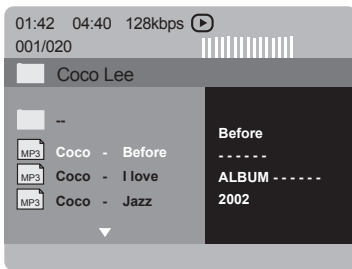 01:42 04:40 128kbps
001/020
Coco Lee
--
MP3 Coco - Before
MP3 Coco - I love
MP3 Coco - Jazz
Before
- - - - - -
ALBUM - - - - - -
2002